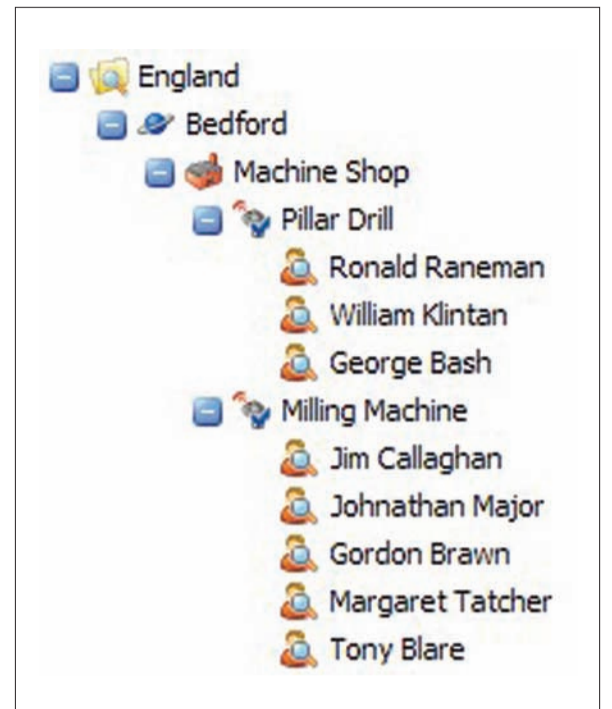 England
Bedford
Machine Shop
Pillar Drill
Ronald Raneman
William Klintan
George Bash
Milling Machine
Jim Callaghan
Johnathan Major
Gordon Brawn
Margaret Tatcher
Tony Blare